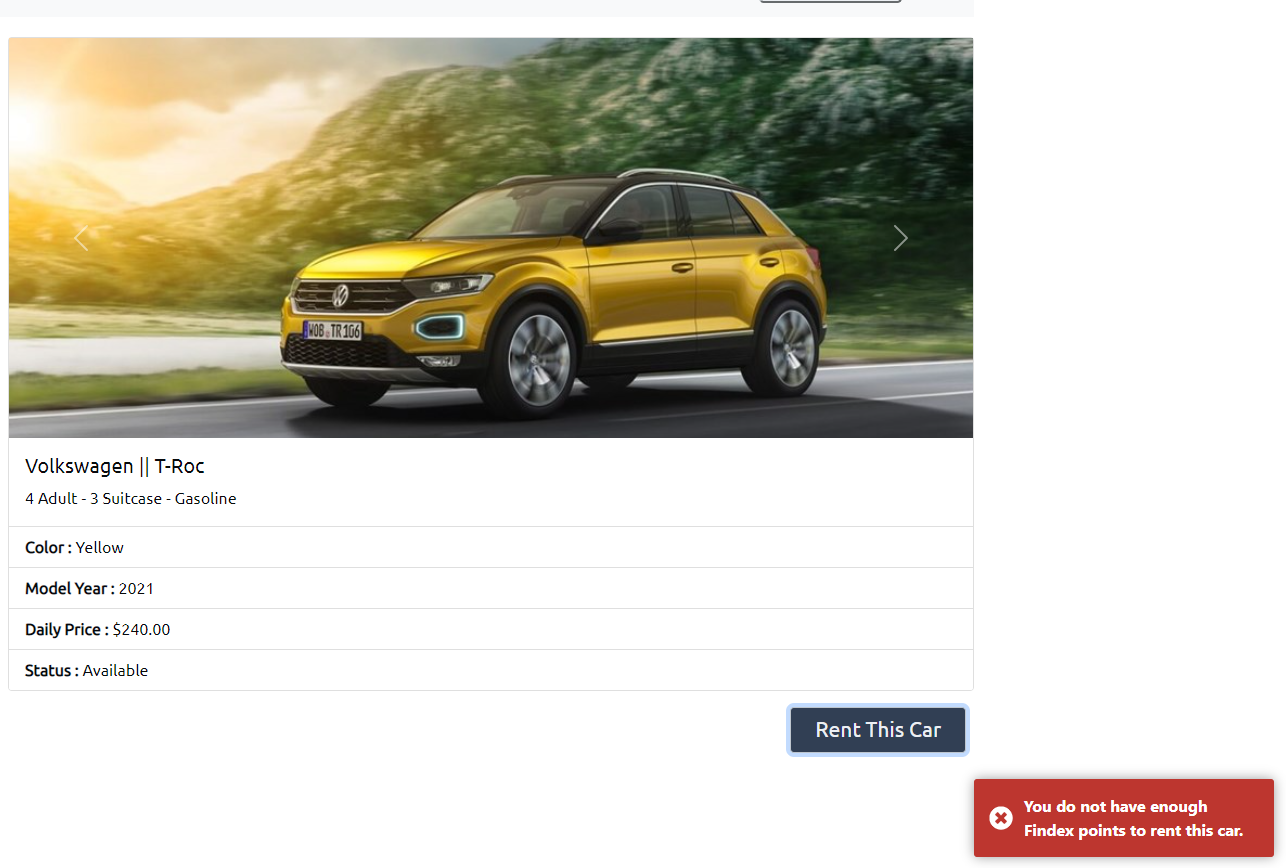 WOB TR 106
Volkswagen || T-Roc
4 Adult - 3 Suitcase - Gasoline
Color : Yellow
Model Year : 2021
Daily Price : $240.00
Status : Available
Rent This Car
You do not have enough
Findex points to rent this car.